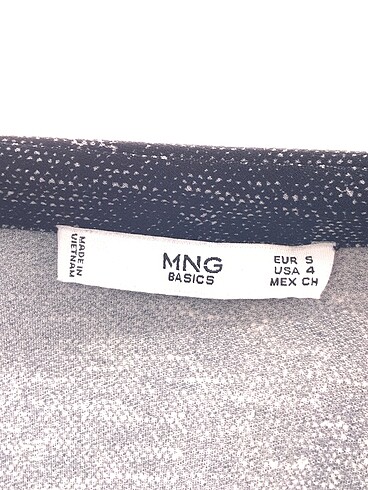 MADE IN
VIETNAM
MNG
BASICS
EUR S
USA 4
MEX CH